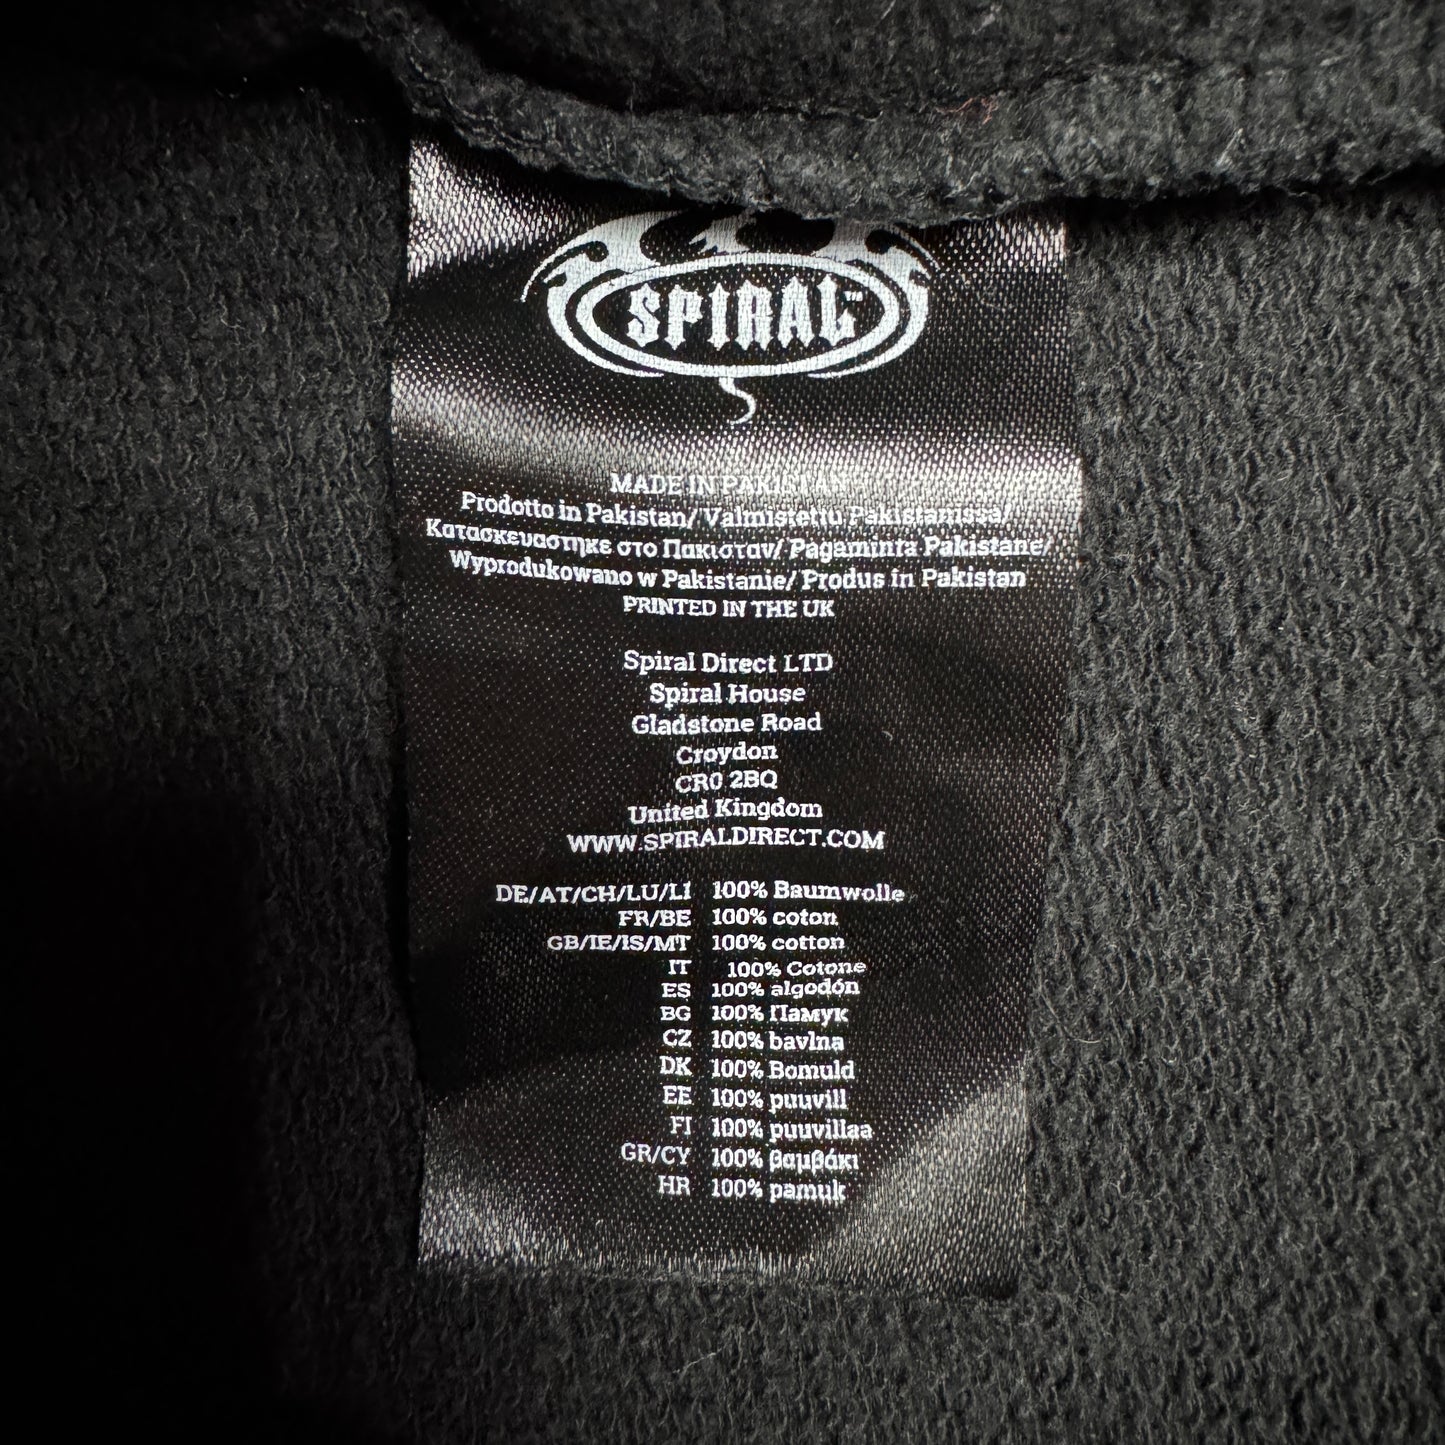 SPIRAL™
MADE IN PAKISTAN
Prodotto in Pakistan/ Valmistettu Pakistanissa/
Κατασκευαστηκε στο Πακισταν/ Pagaminta Pakistane/
Wyprodukowano w Pakistanie/ Produs in Pakistan
PRINTED IN THE UK
Spiral Direct LTD
Spiral House
Gladstone Road
Croydon
CR0 2BQ
United Kingdom
WWW.SPIRALDIRECT.COM
DE/AT/CH/LU/LI 100% Baumwolle
FR/BE 100% coton
GB/IE/IS/MT 100% cotton
IT 100% Cotone
ES 100% algodón
BG 100% Памук
CZ 100% bavlna
DK 100% Bomuld
EE 100% puuvill
FI 100% puuvillaa
GR/CY 100% βαμβάκι
HR 100% pamuk